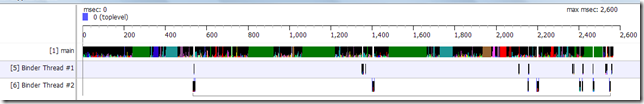 msec: 0 max msec: 2,600
0 (toplevel)
0 200 400 600 800 1,000 1,200 1,400 1,600 1,800 2,000 2,200 2,400 2,600
[1] main
[5] Binder Thread #1
[6] Binder Thread #2